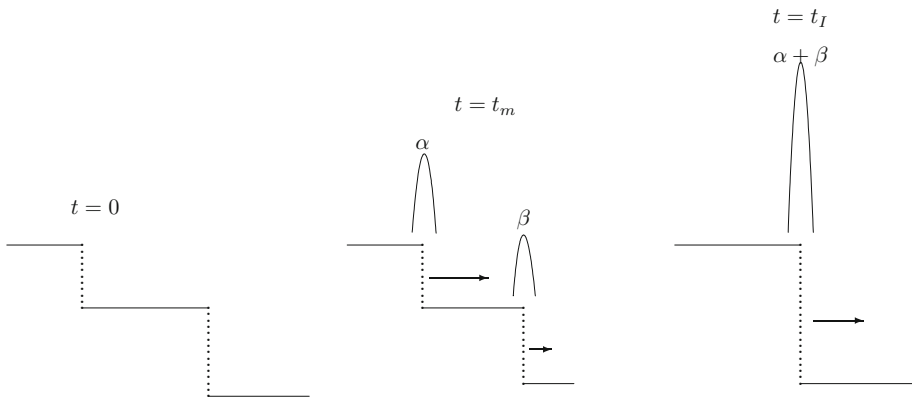 t = 0
t = t_m
α
β
t = t_I
α + β